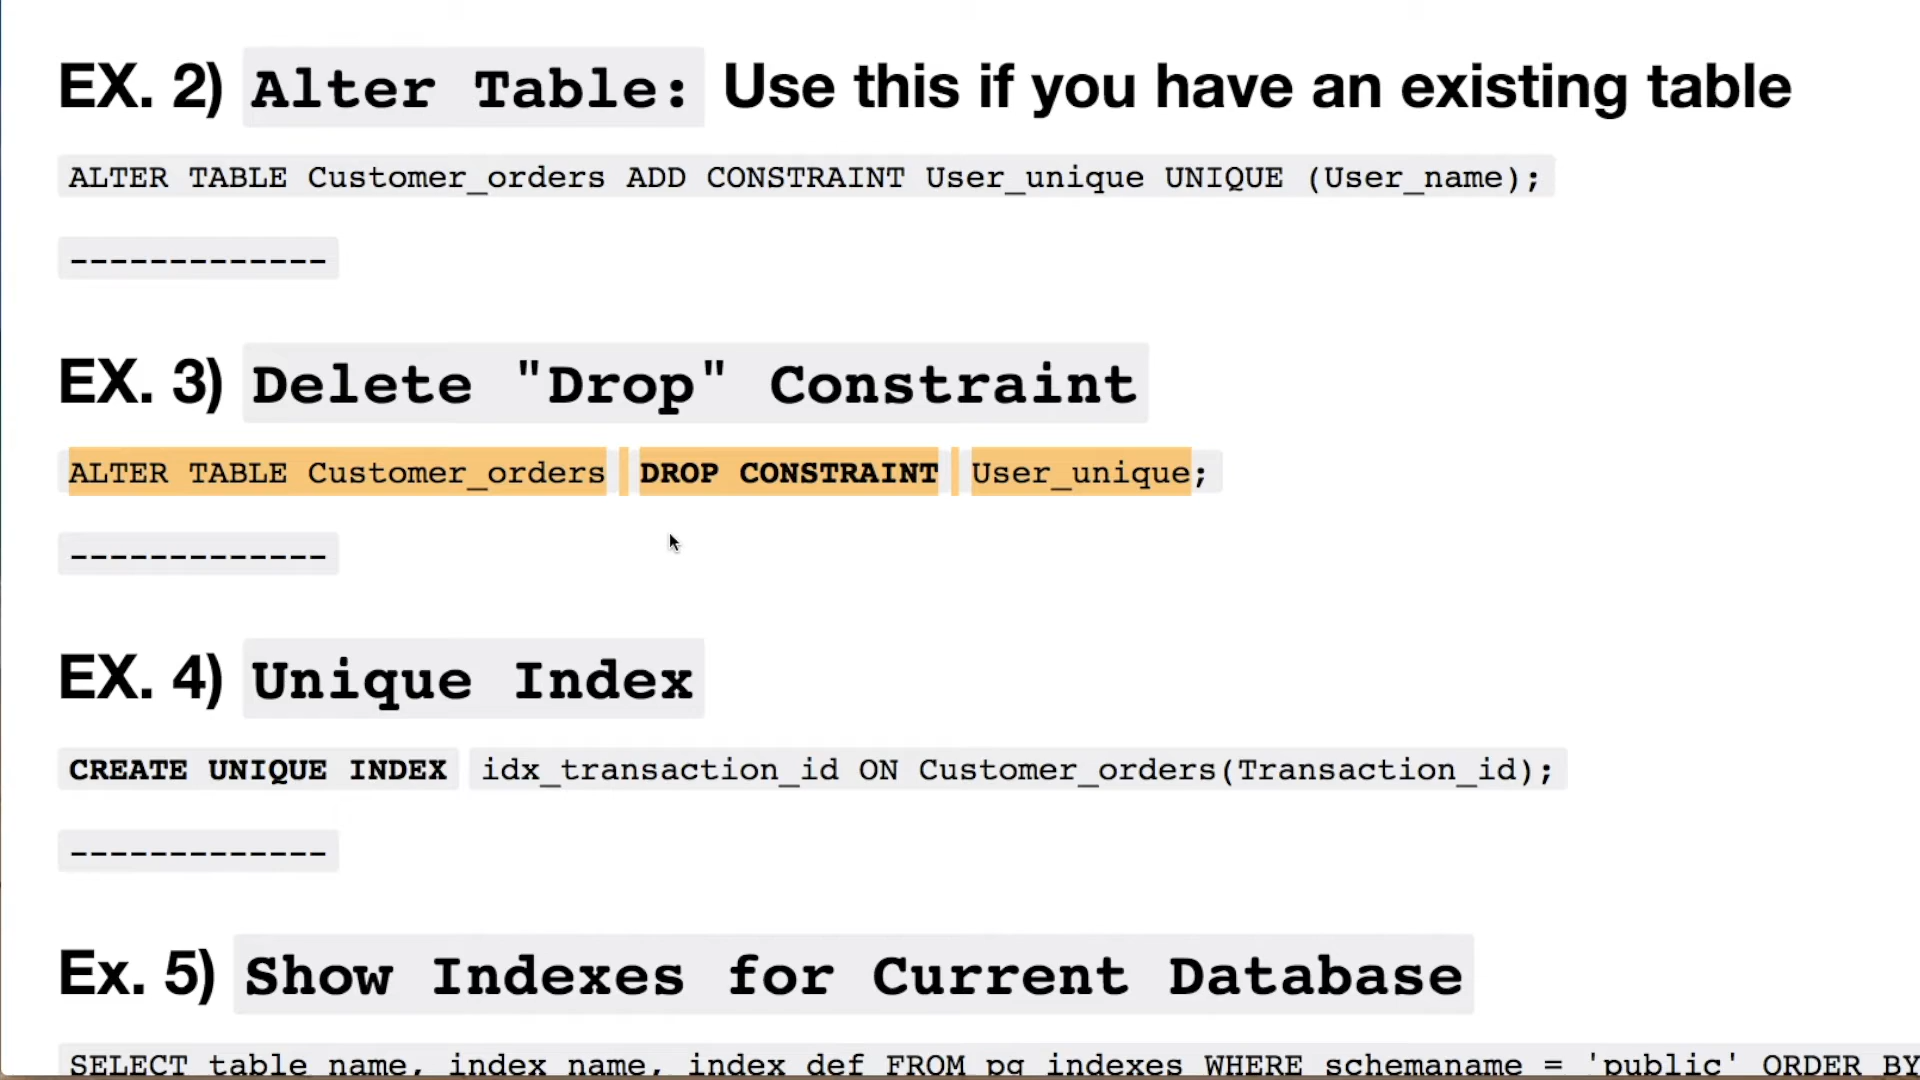 EX. 2) Alter Table: Use this if you have an existing table
ALTER TABLE Customer_orders ADD CONSTRAINT User_unique UNIQUE (User_name);
-------------
EX. 3) Delete "Drop" Constraint
ALTER TABLE Customer_orders DROP CONSTRAINT User_unique;
-------------
EX. 4) Unique Index
CREATE UNIQUE INDEX idx_transaction_id ON Customer_orders(Transaction_id);
-------------
Ex. 5) Show Indexes for Current Database
SELECT table_name, index_name, index_def FROM pg_indexes WHERE schemaname = 'public' ORDER BY